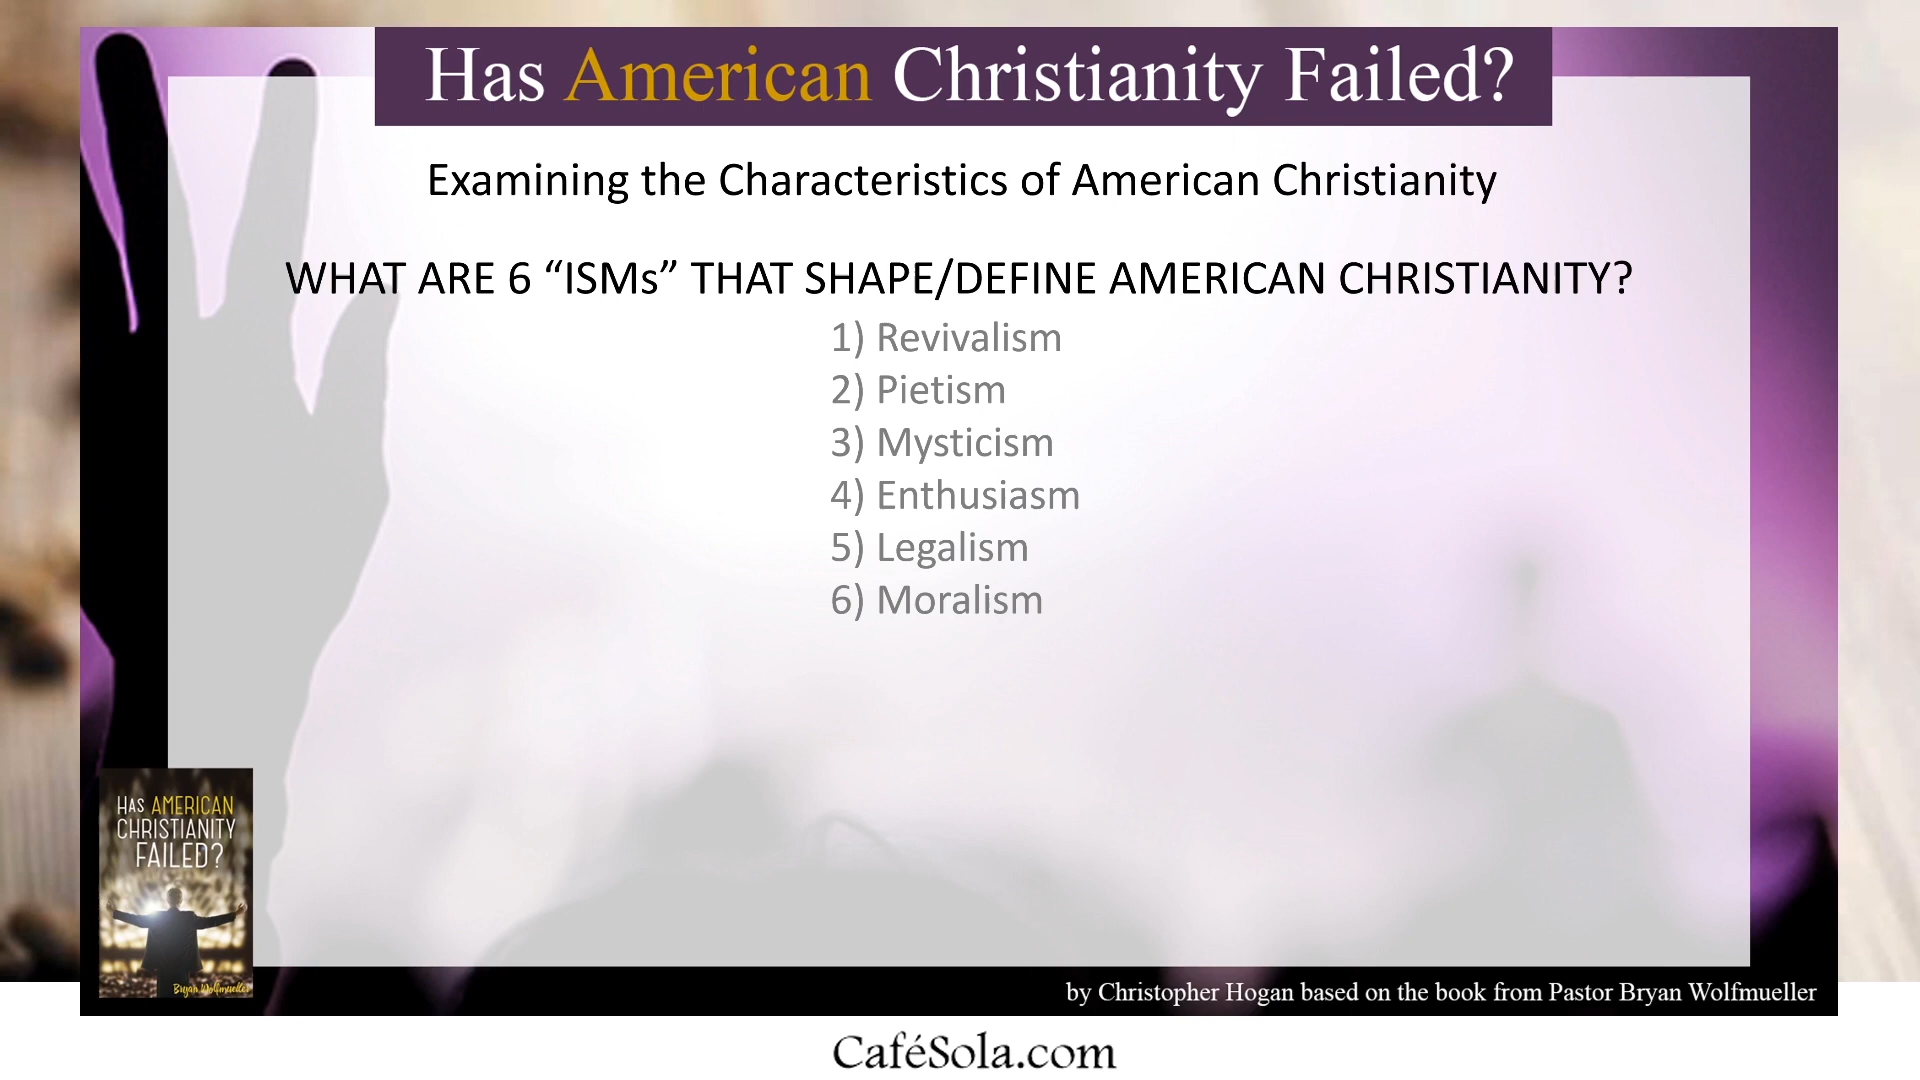 Has American Christianity Failed?
Examining the Characteristics of American Christianity
WHAT ARE 6 “ISMs” THAT SHAPE/DEFINE AMERICAN CHRISTIANITY?
1) Revivalism
2) Pietism
3) Mysticism
4) Enthusiasm
5) Legalism
6) Moralism
HAS AMERICAN
CHRISTIANITY
FAILED?
Bryan Wolfmueller
by Christopher Hogan based on the book from Pastor Bryan Wolfmueller
CaféSola.com